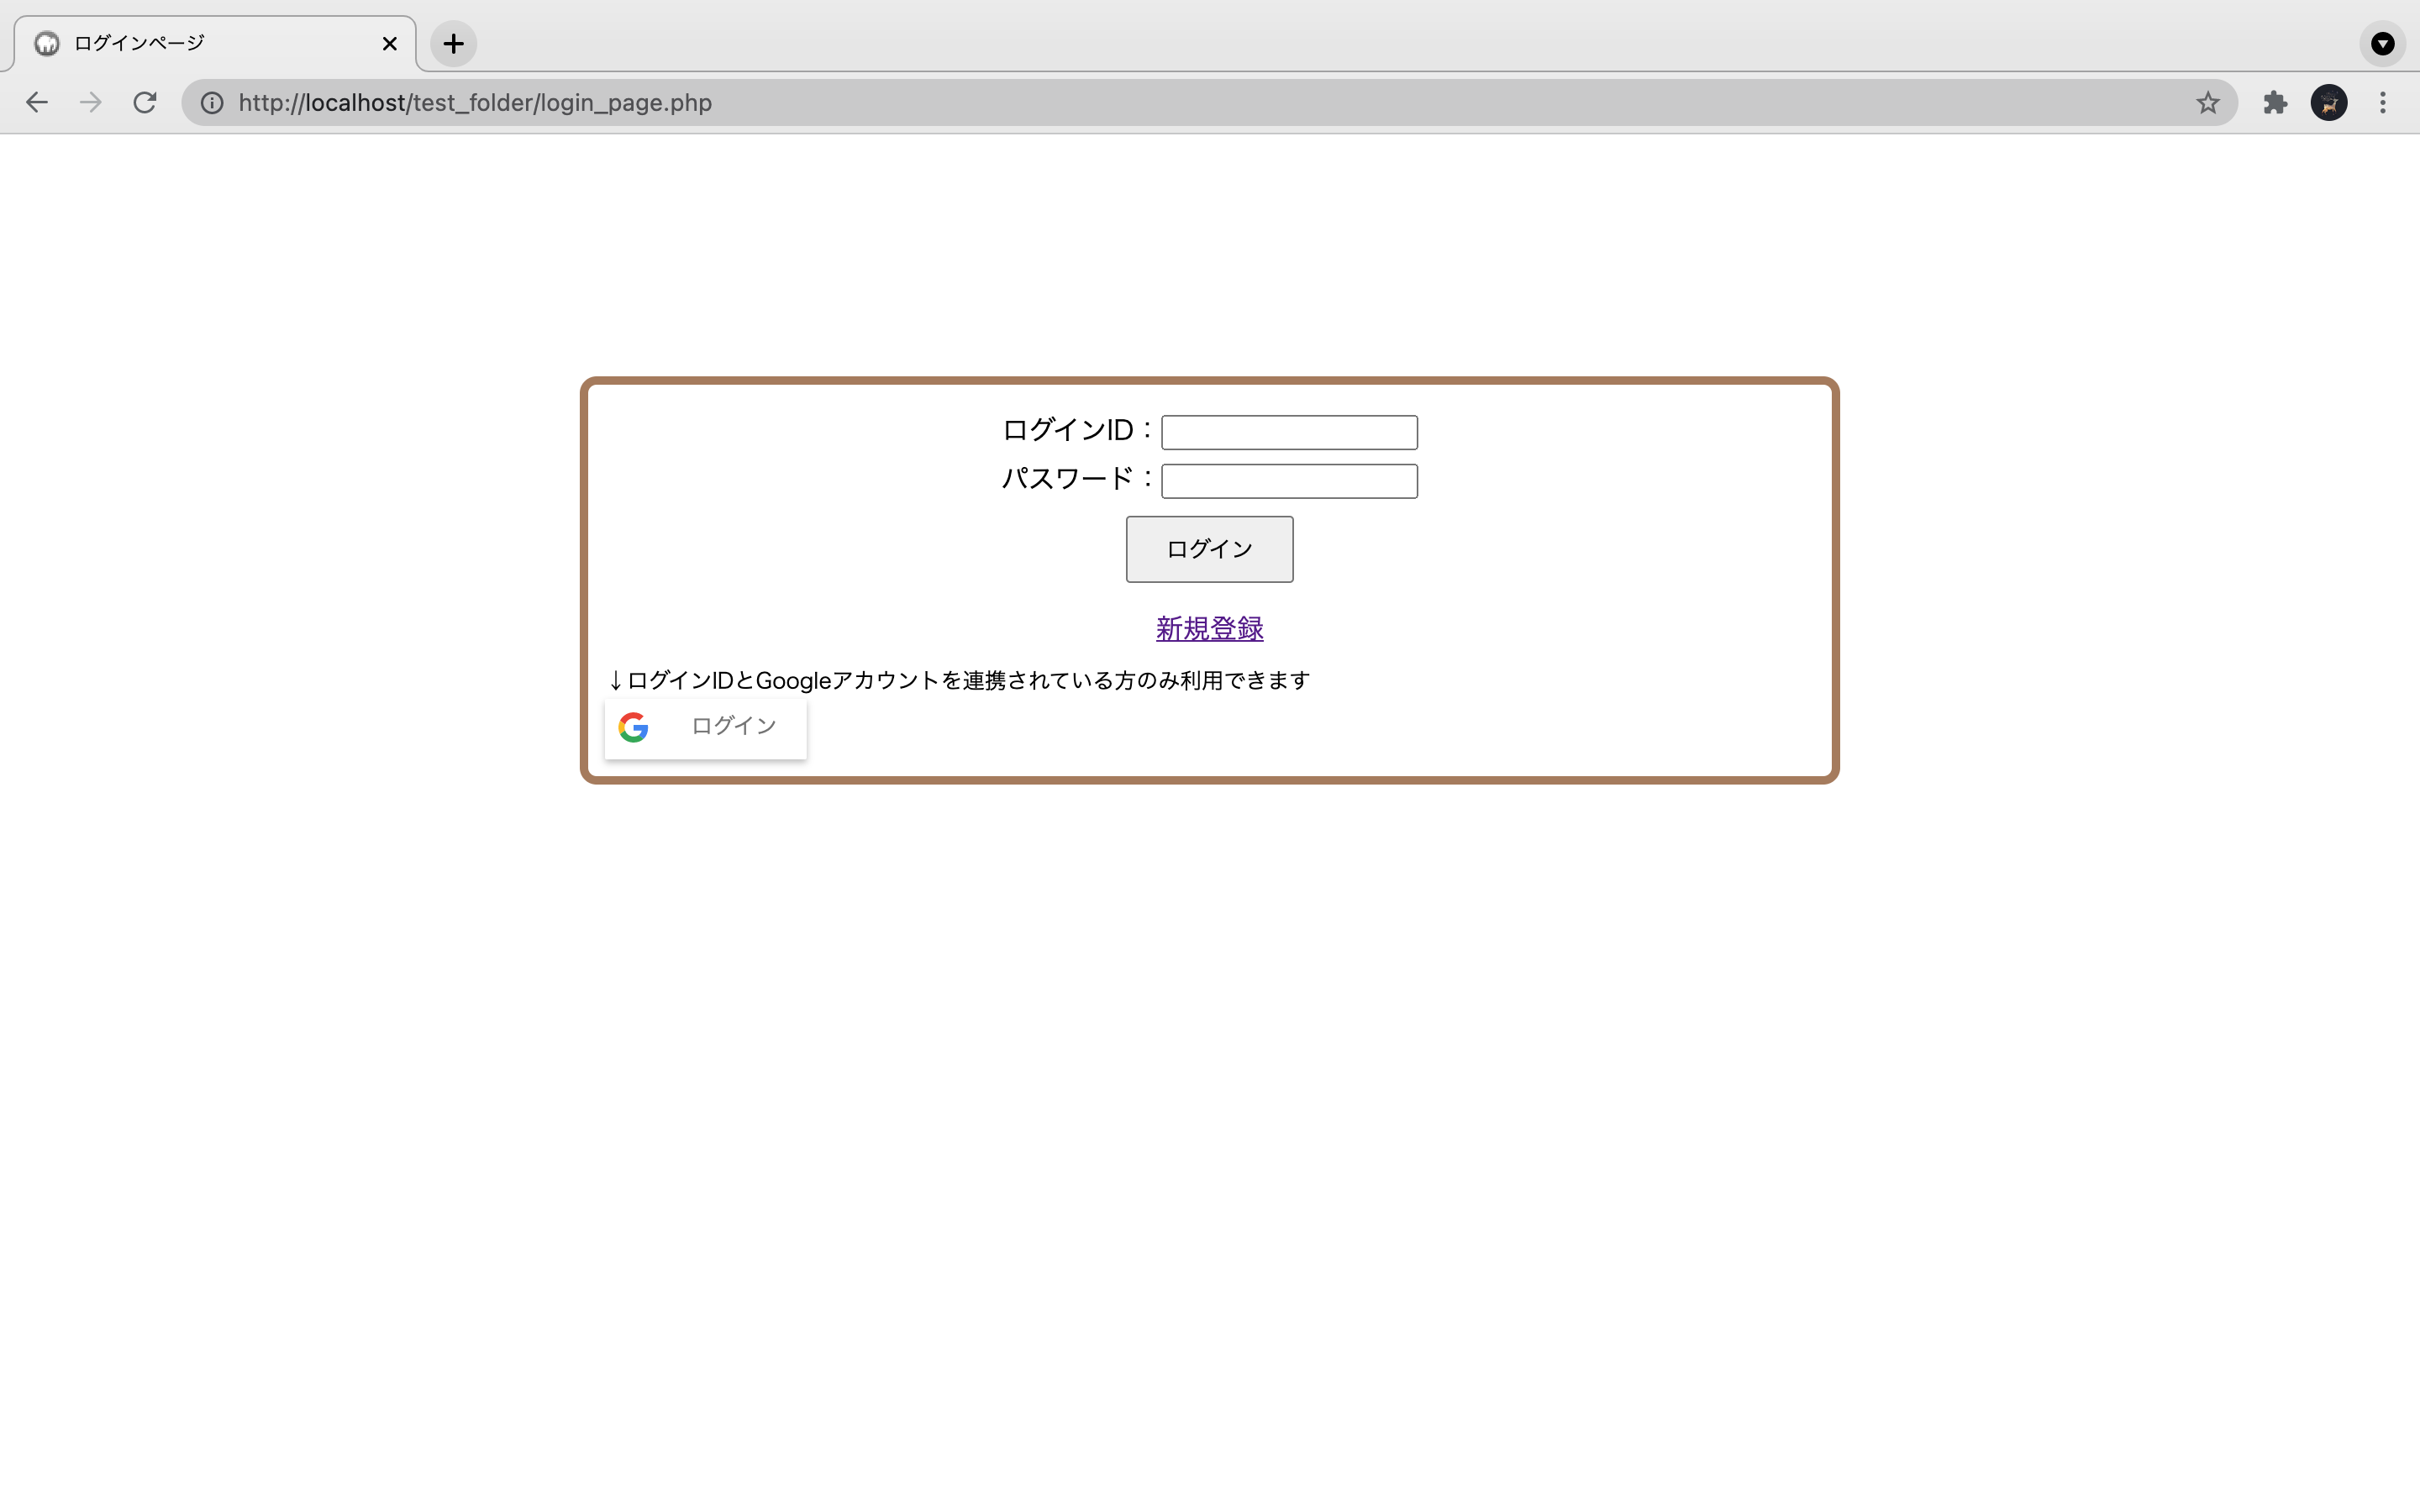 ログインページ
http://localhost/test_folder/login_page.php
ログインID：
パスワード：
ログイン
新規登録
↓ログインIDとGoogleアカウントを連携されている方のみ利用できます
ログイン